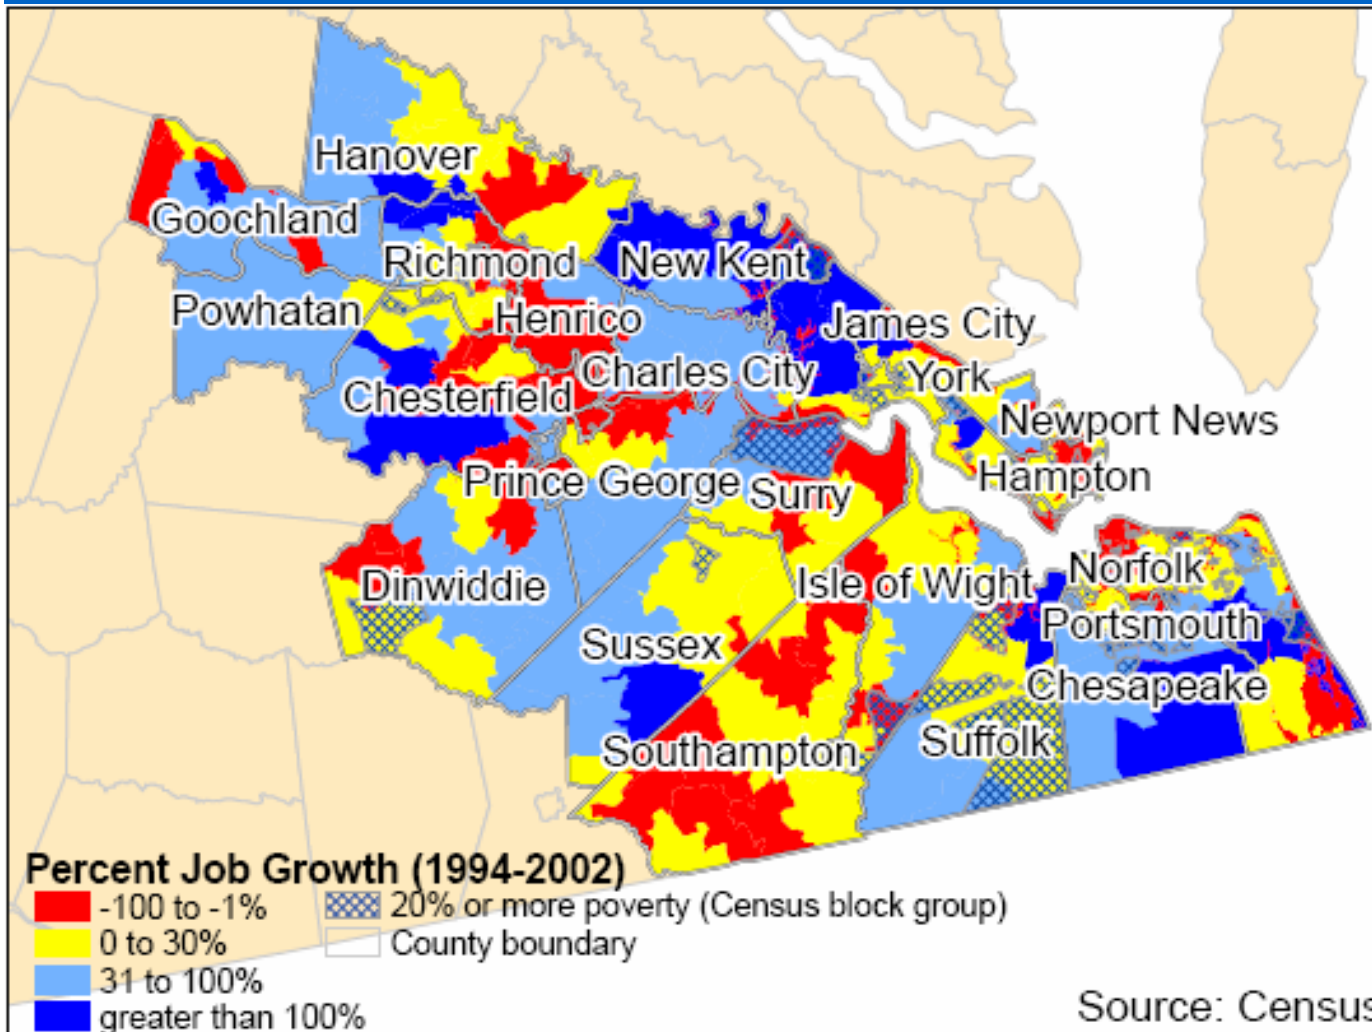 Hanover
Goochland
Richmond
New Kent
Powhatan
Henrico
James City
Charles City
York
Chesterfield
Newport News
Prince George
Surry
Hampton
Dinwiddie
Isle of Wight
Norfolk
Portsmouth
Sussex
Chesapeake
Southampton
Suffolk
Percent Job Growth (1994-2002)
-100 to -1%
20% or more poverty (Census block group)
0 to 30%
County boundary
31 to 100%
greater than 100%
Source: Census